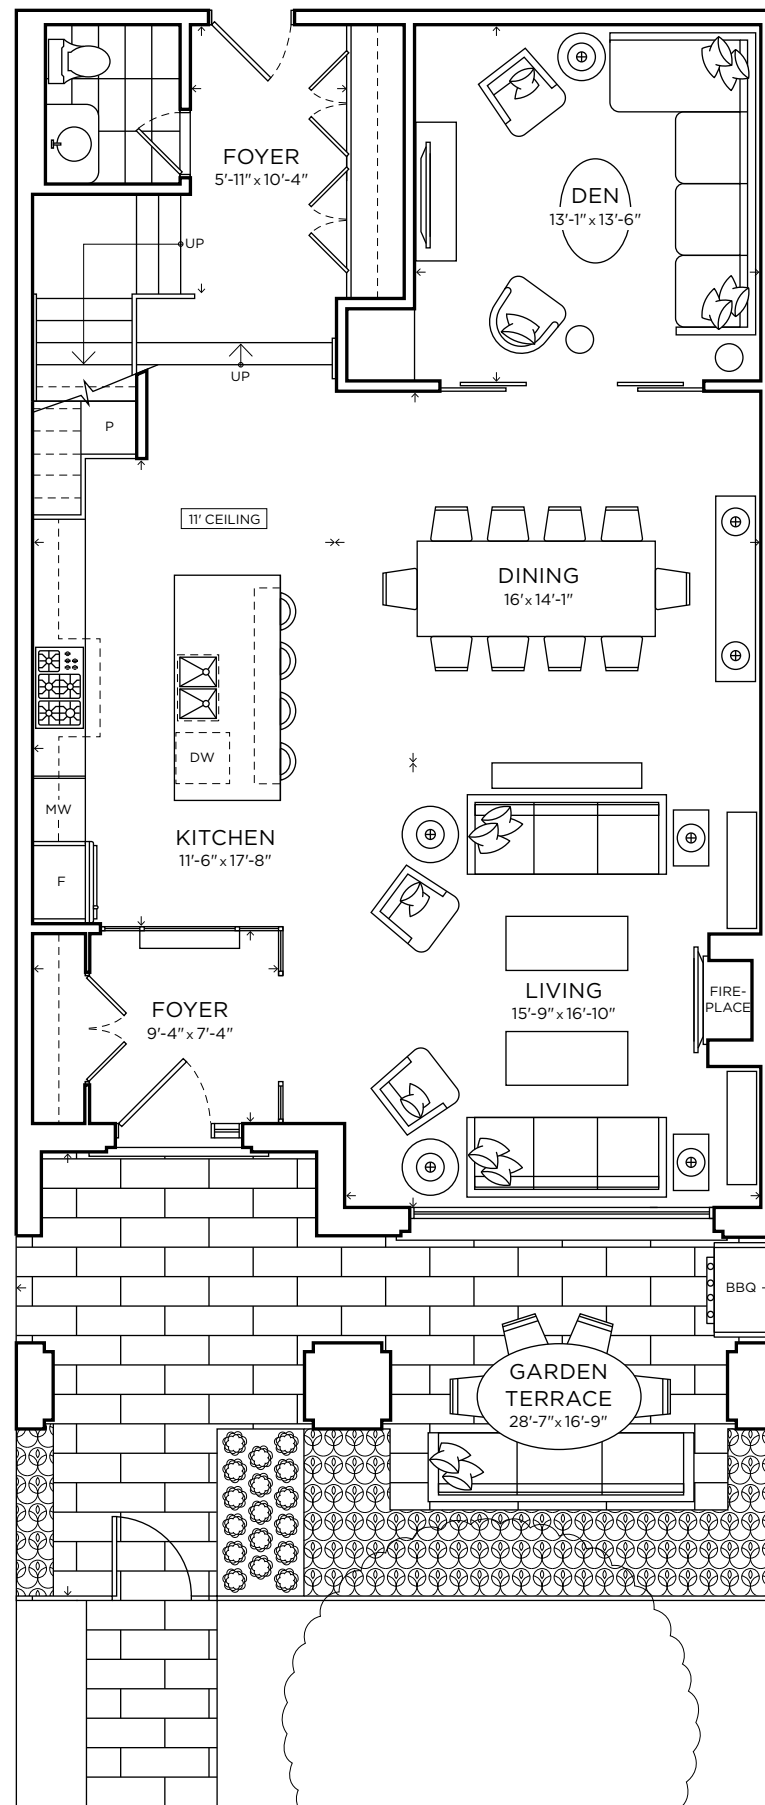 FOYER
5'-11" x 10'-4"
DEN
13'-1" x 13'-6"
UP
UP
P
11' CEILING
DINING
16' x 14'-1"
DW
MW
KITCHEN
11'-6" x 17'-8"
F
FOYER
9'-4" x 7'-4"
LIVING
15'-9" x 16'-10"
FIRE-
PLACE
BBQ
GARDEN
TERRACE
28'-7" x 16'-9"